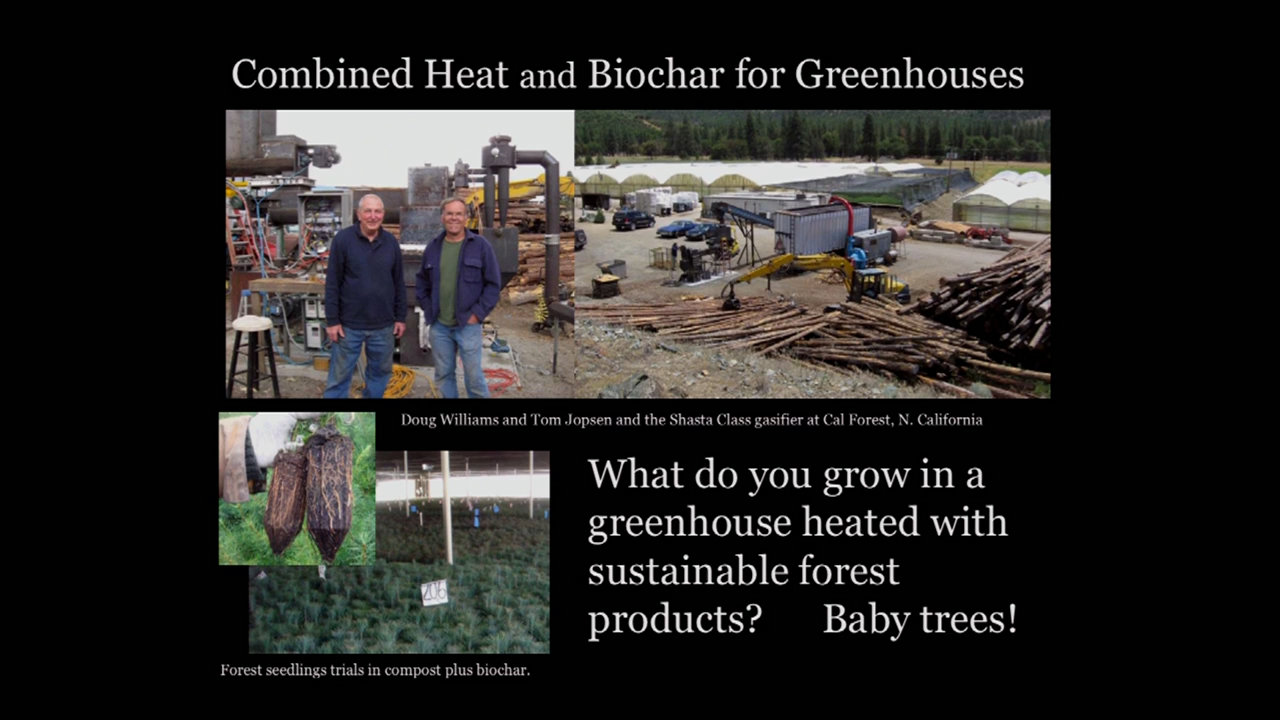 Combined Heat and Biochar for Greenhouses
Doug Williams and Tom Jopsen and the Shasta Class gasifier at Cal Forest, N. California
What do you grow in a
greenhouse heated with
sustainable forest
products? Baby trees!
206
Forest seedlings trials in compost plus biochar.